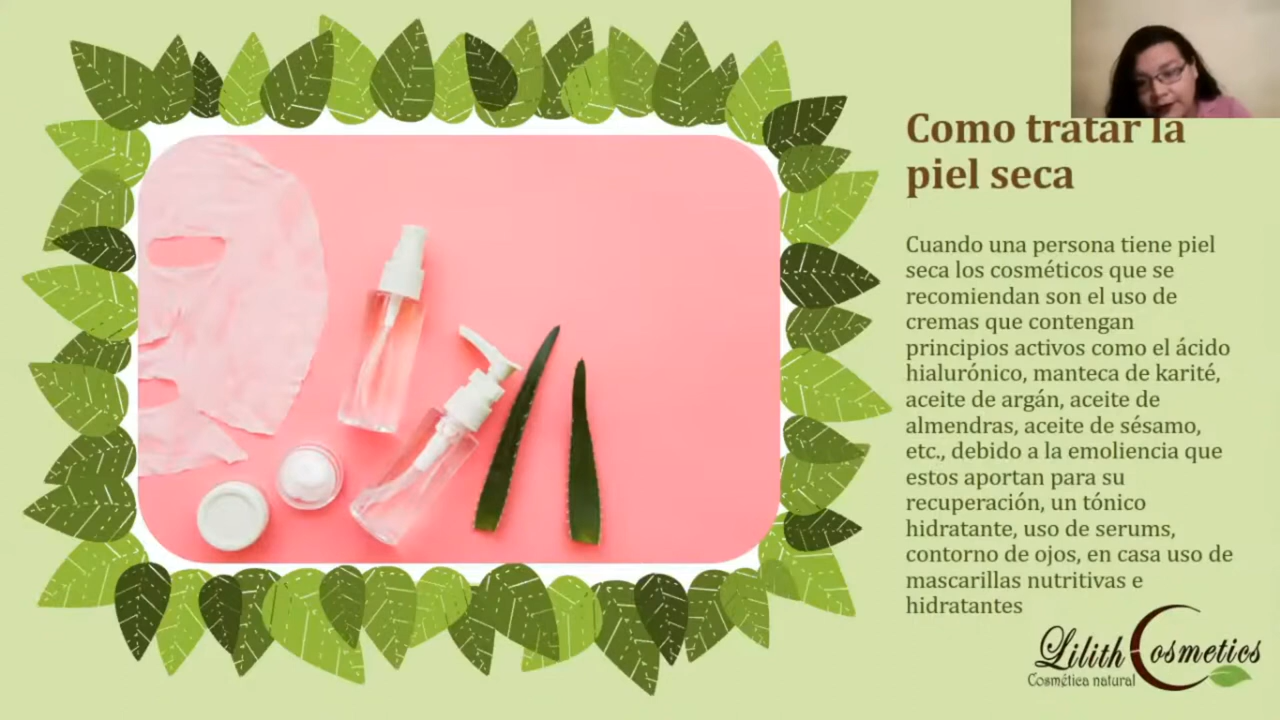 Como tratar la
piel seca
Cuando una persona tiene piel
seca los cosméticos que se
recomiendan son el uso de
cremas que contengan
principios activos como el ácido
hialurónico, manteca de karité,
aceite de argán, aceite de
almendras, aceite de sésamo,
etc., debido a la emoliencia que
estos aportan para su
recuperación, un tónico
hidratante, uso de serums,
contorno de ojos, en casa uso de
mascarillas nutritivas e
hidratantes
Lilith Cosmetics
Cosmética natural